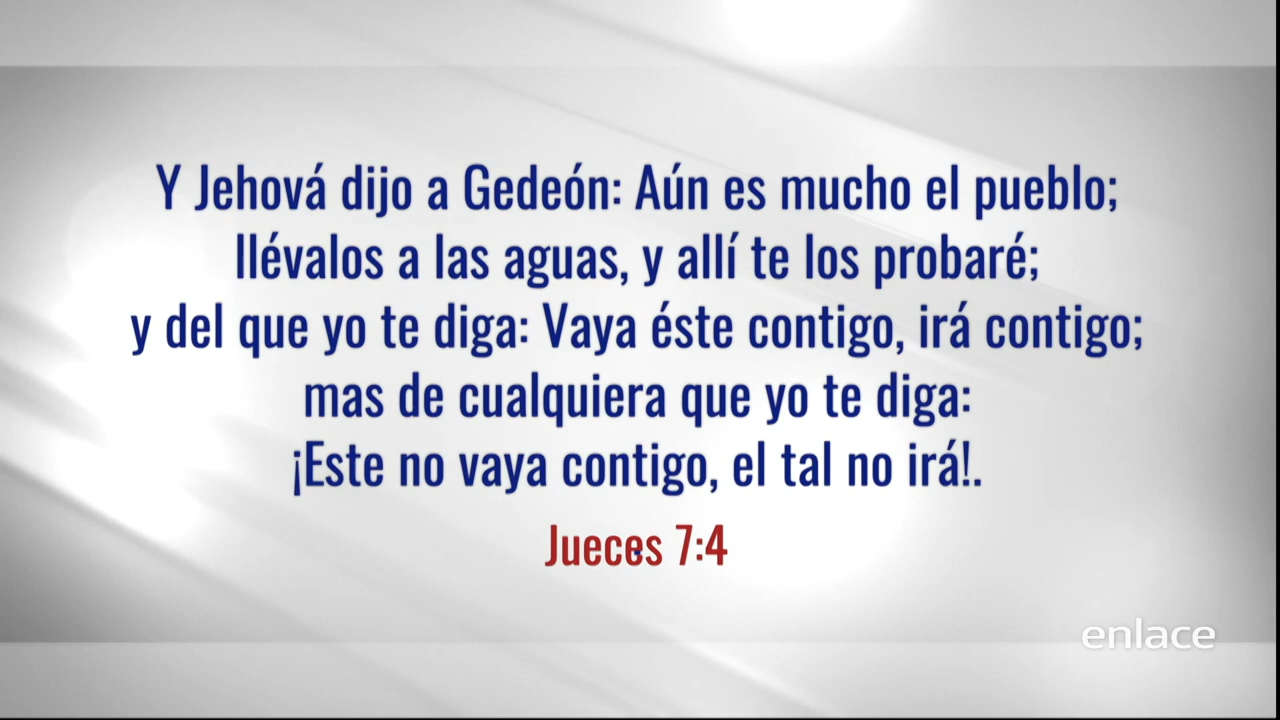 Y Jehová dijo a Gedeón: Aún es mucho el pueblo;
llévalos a las aguas, y allí te los probaré;
y del que yo te diga: Vaya éste contigo, irá contigo;
mas de cualquiera que yo te diga:
¡Este no vaya contigo, el tal no irá!.
Jueces 7:4
enlace